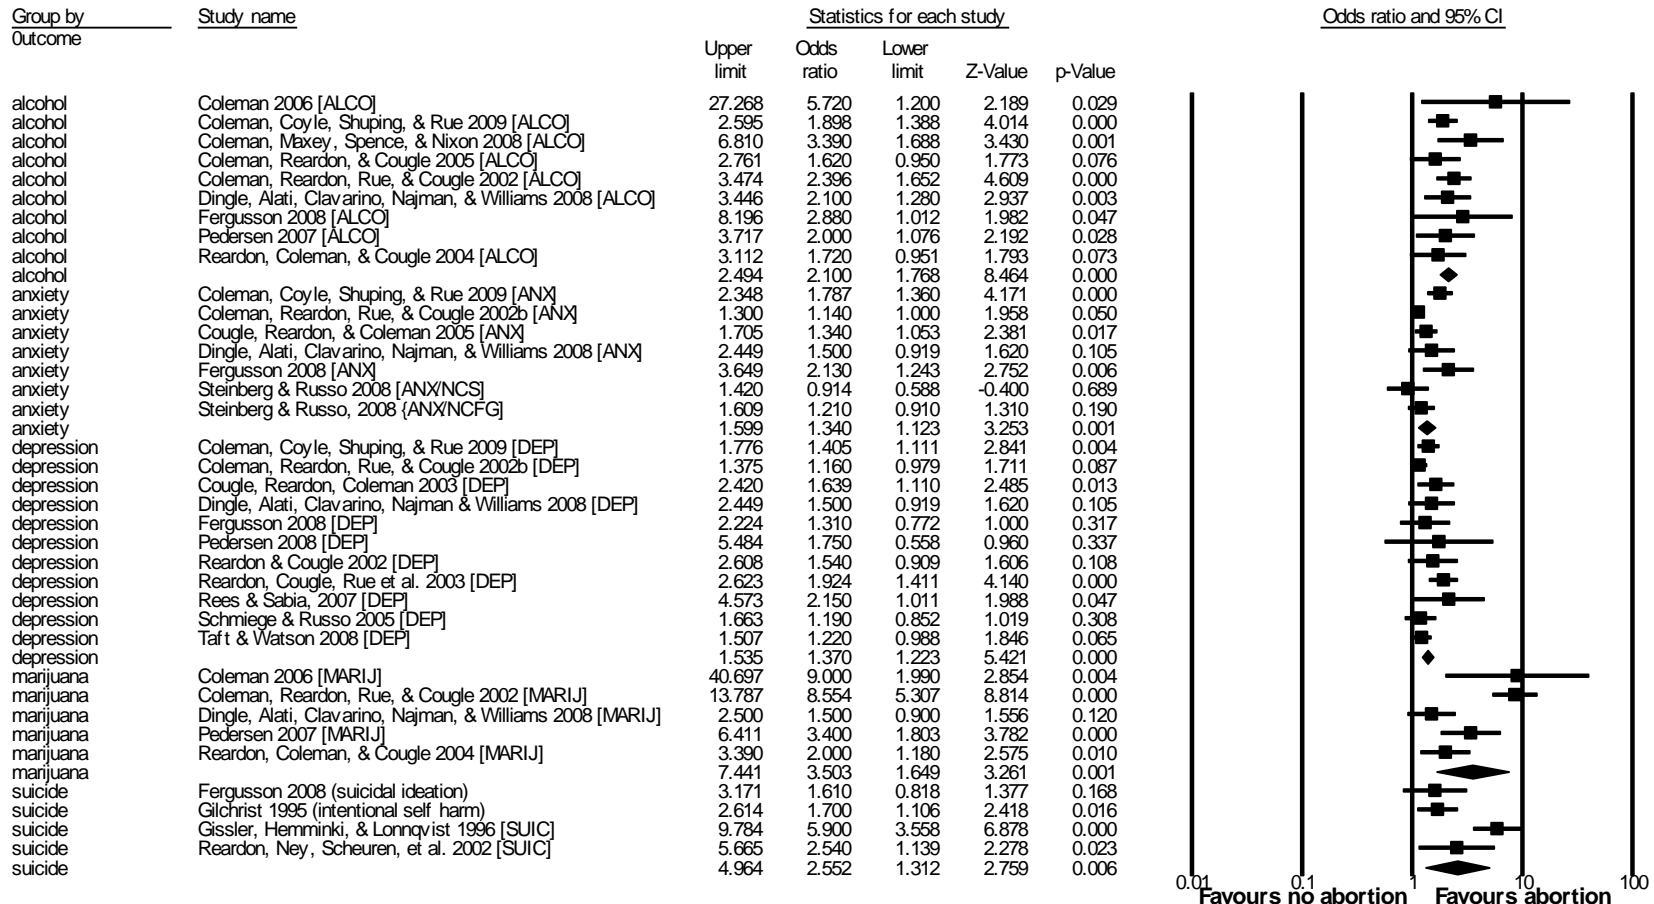 Group by Study name Statistics for each study Odds ratio and 95% CI
0utcome
Upper Odds Lower
limit ratio limit Z-Value p-Value
alcohol Coleman 2006 [ALCO] 27.268 5.720 1.200 2.189 0.029
alcohol Coleman, Coyle, Shuping, & Rue 2009 [ALCO] 2.595 1.898 1.388 4.014 0.000
alcohol Coleman, Maxey, Spence, & Nixon 2008 [ALCO] 6.810 3.390 1.688 3.430 0.001
alcohol Coleman, Reardon, & Cougle 2005 [ALCO] 2.761 1.620 0.950 1.773 0.076
alcohol Coleman, Reardon, Rue, & Cougle 2002 [ALCO] 3.474 2.396 1.652 4.609 0.000
alcohol Dingle, Alati, Clavarino, Najman, & Williams 2008 [ALCO] 3.446 2.100 1.280 2.937 0.003
alcohol Fergusson 2008 [ALCO] 8.196 2.880 1.012 1.982 0.047
alcohol Pedersen 2007 [ALCO] 3.717 2.000 1.076 2.192 0.028
alcohol Reardon, Coleman, & Cougle 2004 [ALCO] 3.112 1.720 0.951 1.793 0.073
alcohol 2.494 2.100 1.768 8.464 0.000
anxiety Coleman, Coyle, Shuping, & Rue 2009 [ANX] 2.348 1.787 1.360 4.171 0.000
anxiety Coleman, Reardon, Rue, & Cougle 2002b [ANX] 1.300 1.140 1.000 1.958 0.050
anxiety Cougle, Reardon, & Coleman 2005 [ANX] 1.705 1.340 1.053 2.381 0.017
anxiety Dingle, Alati, Clavarino, Najman, & Williams 2008 [ANX] 2.449 1.500 0.919 1.620 0.105
anxiety Fergusson 2008 [ANX] 3.649 2.130 1.243 2.752 0.006
anxiety Steinberg & Russo 2008 [ANX/NCS] 1.420 0.914 0.588 -0.400 0.689
anxiety Steinberg & Russo, 2008 {ANX/NCFG] 1.609 1.210 0.910 1.310 0.190
anxiety 1.599 1.340 1.123 3.253 0.001
depression Coleman, Coyle, Shuping, & Rue 2009 [DEP] 1.776 1.405 1.111 2.841 0.004
depression Coleman, Reardon, Rue, & Cougle 2002b [DEP] 1.375 1.160 0.979 1.711 0.087
depression Cougle, Reardon, Coleman 2003 [DEP] 2.420 1.639 1.110 2.485 0.013
depression Dingle, Alati, Clavarino, Najman & Williams 2008 [DEP] 2.449 1.500 0.919 1.620 0.105
depression Fergusson 2008 [DEP] 2.224 1.310 0.772 1.000 0.317
depression Pedersen 2008 [DEP] 5.484 1.750 0.558 0.960 0.337
depression Reardon & Cougle 2002 [DEP] 2.608 1.540 0.909 1.606 0.108
depression Reardon, Cougle, Rue et al. 2003 [DEP] 2.623 1.924 1.411 4.140 0.000
depression Rees & Sabia, 2007 [DEP] 4.573 2.150 1.011 1.988 0.047
depression Schmiege & Russo 2005 [DEP] 1.663 1.190 0.852 1.019 0.308
depression Taft & Watson 2008 [DEP] 1.507 1.220 0.988 1.846 0.065
depression 1.535 1.370 1.223 5.421 0.000
marijuana Coleman 2006 [MARIJ] 40.697 9.000 1.990 2.854 0.004
marijuana Coleman, Reardon, Rue, & Cougle 2002 [MARIJ] 13.787 8.554 5.307 8.814 0.000
marijuana Dingle, Alati, Clavarino, Najman, & Williams 2008 [MARIJ] 2.500 1.500 0.900 1.556 0.120
marijuana Pedersen 2007 [MARIJ] 6.411 3.400 1.803 3.782 0.000
marijuana Reardon, Coleman, & Cougle 2004 [MARIJ] 3.390 2.000 1.180 2.575 0.010
marijuana 7.441 3.503 1.649 3.261 0.001
suicide Fergusson 2008 (suicidal ideation) 3.171 1.610 0.818 1.377 0.168
suicide Gilchrist 1995 (intentional self harm) 2.614 1.700 1.106 2.418 0.016
suicide Gissler, Hemminki, & Lonnqvist 1996 [SUIC] 9.784 5.900 3.558 6.878 0.000
suicide Reardon, Ney, Scheuren, et al. 2002 [SUIC] 5.665 2.540 1.139 2.278 0.023
suicide 4.964 2.552 1.312 2.759 0.006
0.01 0.1 1 10 100
Favours no abortion Favours abortion